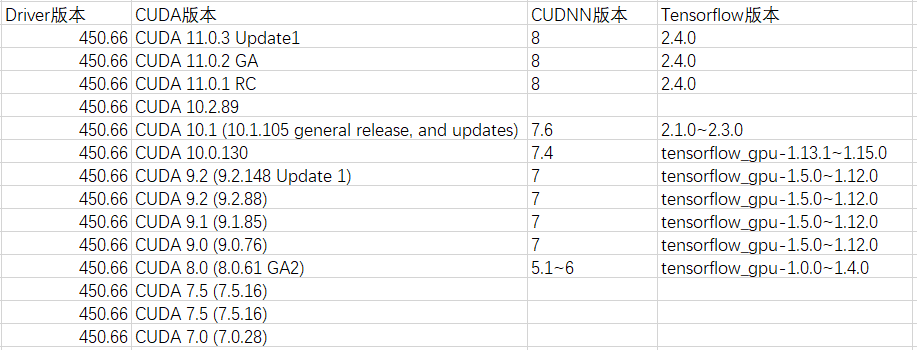 Driver版本 CUDA版本 CUDNN版本 Tensorflow版本
450.66 CUDA 11.0.3 Update1 8 2.4.0
450.66 CUDA 11.0.2 GA 8 2.4.0
450.66 CUDA 11.0.1 RC 8 2.4.0
450.66 CUDA 10.2.89
450.66 CUDA 10.1 (10.1.105 general release, and updates) 7.6 2.1.0~2.3.0
450.66 CUDA 10.0.130 7.4 tensorflow_gpu-1.13.1~1.15.0
450.66 CUDA 9.2 (9.2.148 Update 1) 7 tensorflow_gpu-1.5.0~1.12.0
450.66 CUDA 9.2 (9.2.88) 7 tensorflow_gpu-1.5.0~1.12.0
450.66 CUDA 9.1 (9.1.85) 7 tensorflow_gpu-1.5.0~1.12.0
450.66 CUDA 9.0 (9.0.76) 7 tensorflow_gpu-1.5.0~1.12.0
450.66 CUDA 8.0 (8.0.61 GA2) 5.1~6 tensorflow_gpu-1.0.0~1.4.0
450.66 CUDA 7.5 (7.5.16)
450.66 CUDA 7.5 (7.5.16)
450.66 CUDA 7.0 (7.0.28)